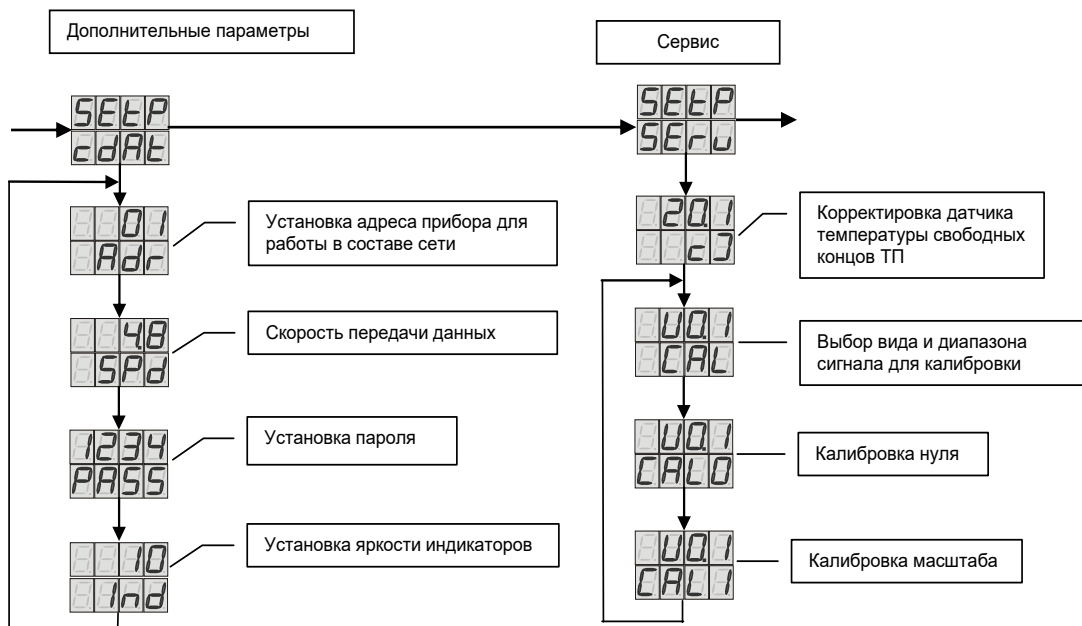 Дополнительные параметры
Сервис
SEtP
cdAt
SEtP
SErv
01
Adr
Установка адреса прибора для
работы в составе сети
20.1
cJ
Корректировка датчика
температуры свободных
концов ТП
4.8
SPd
Скорость передачи данных
U0.1
CAL
Выбор вида и диапазона
сигнала для калибровки
1234
PASS
Установка пароля
U0.1
CAL0
Калибровка нуля
10
Ind
Установка яркости индикаторов
U0.1
CAL1
Калибровка масштаба